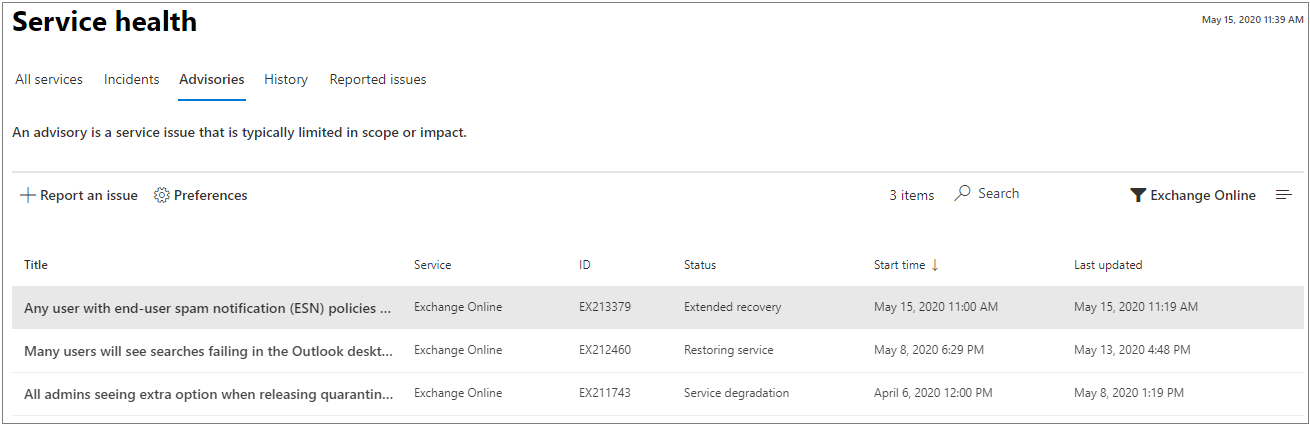 Service health
May 15, 2020 11:39 AM
All services Incidents Advisories History Reported issues
An advisory is a service issue that is typically limited in scope or impact.
Report an issue Preferences 3 items Search Exchange Online
Title Service ID Status Start time ↓ Last updated
Any user with end-user spam notification (ESN) policies ... Exchange Online EX213379 Extended recovery May 15, 2020 11:00 AM May 15, 2020 11:19 AM
Many users will see searches failing in the Outlook deskt... Exchange Online EX212460 Restoring service May 8, 2020 6:29 PM May 13, 2020 4:48 PM
All admins seeing extra option when releasing quarantin... Exchange Online EX211743 Service degradation April 6, 2020 12:00 PM May 8, 2020 1:19 PM